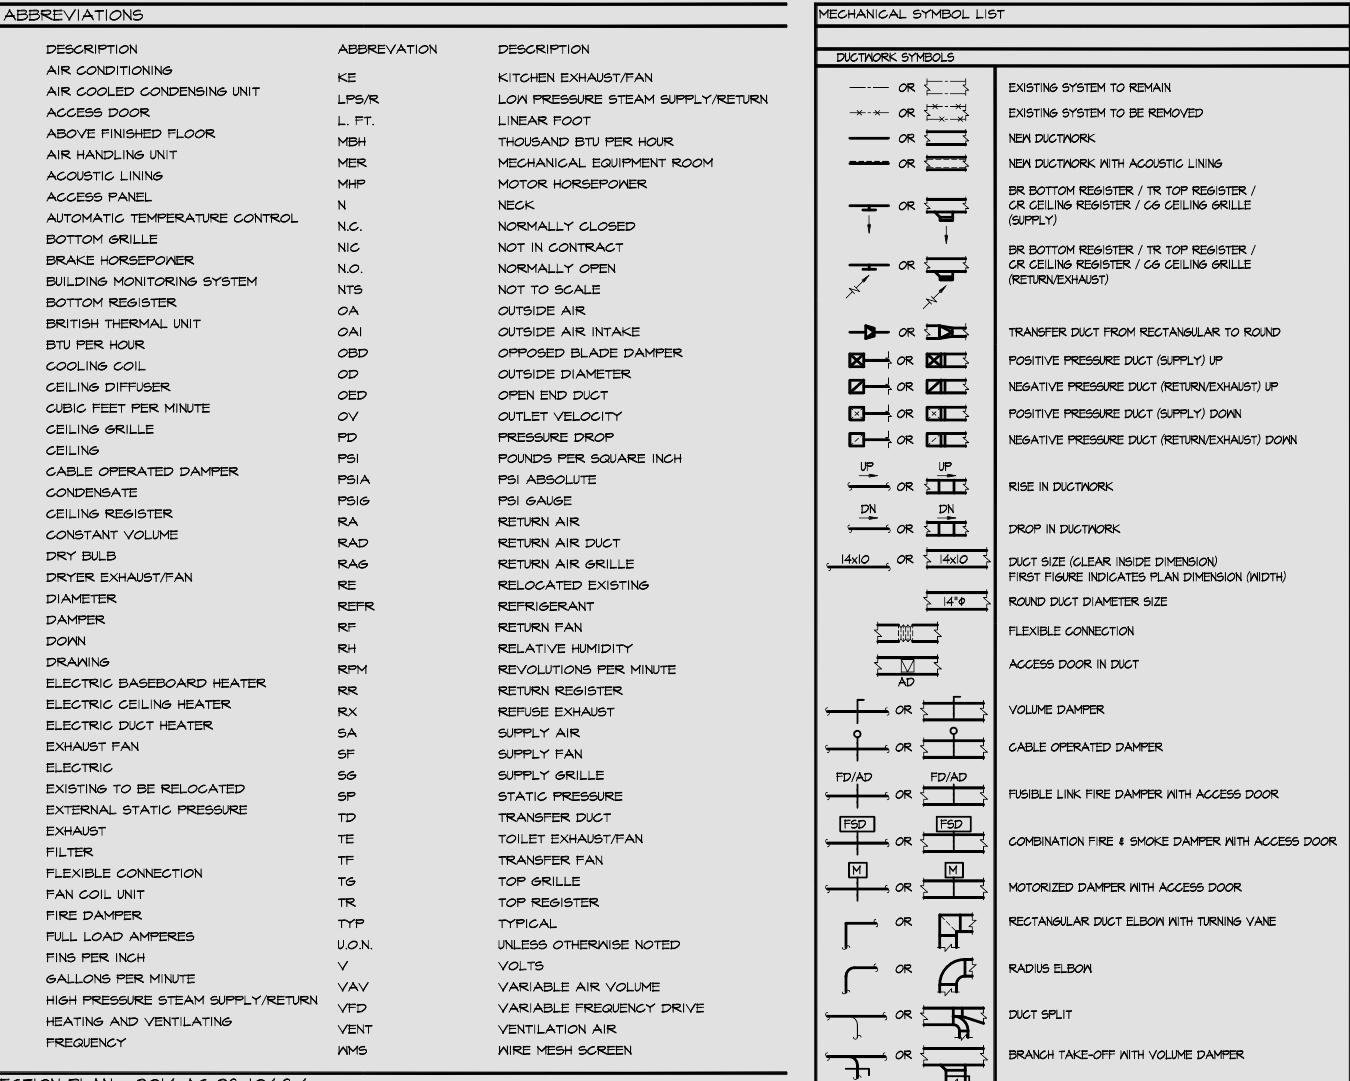 ABBREVIATIONS
DESCRIPTION
AIR CONDITIONING
AIR COOLED CONDENSING UNIT
ACCESS DOOR
ABOVE FINISHED FLOOR
AIR HANDLING UNIT
ACOUSTIC LINING
ACCESS PANEL
AUTOMATIC TEMPERATURE CONTROL
BOTTOM GRILLE
BRAKE HORSEPOWER
BUILDING MONITORING SYSTEM
BOTTOM REGISTER
BRITISH THERMAL UNIT
BTU PER HOUR
COOLING COIL
CEILING DIFFUSER
CUBIC FEET PER MINUTE
CEILING GRILLE
CEILING
CABLE OPERATED DAMPER
CONDENSATE
CEILING REGISTER
CONSTANT VOLUME
DRY BULB
DRYER EXHAUST/FAN
DIAMETER
DAMPER
DOWN
DRAWING
ELECTRIC BASEBOARD HEATER
ELECTRIC CEILING HEATER
ELECTRIC DUCT HEATER
EXHAUST FAN
ELECTRIC
EXISTING TO BE RELOCATED
EXTERNAL STATIC PRESSURE
EXHAUST
FILTER
FLEXIBLE CONNECTION
FAN COIL UNIT
FIRE DAMPER
FULL LOAD AMPERES
FINS PER INCH
GALLONS PER MINUTE
HIGH PRESSURE STEAM SUPPLY/RETURN
HEATING AND VENTILATING
FREQUENCY
ABBREVATION DESCRIPTION
KE KITCHEN EXHAUST/FAN
LPS/R LOW PRESSURE STEAM SUPPLY/RETURN
L. FT. LINEAR FOOT
MBH THOUSAND BTU PER HOUR
MER MECHANICAL EQUIPMENT ROOM
MHP MOTOR HORSEPOWER
N NECK
N.C. NORMALLY CLOSED
NIC NOT IN CONTRACT
N.O. NORMALLY OPEN
NTS NOT TO SCALE
OA OUTSIDE AIR
OAI OUTSIDE AIR INTAKE
OBD OPPOSED BLADE DAMPER
OD OUTSIDE DIAMETER
OED OPEN END DUCT
OV OUTLET VELOCITY
PD PRESSURE DROP
PSI POUNDS PER SQUARE INCH
PSIA PSI ABSOLUTE
PSIG PSI GAUGE
RA RETURN AIR
RAD RETURN AIR DUCT
RAG RETURN AIR GRILLE
RE RELOCATED EXISTING
REFR REFRIGERANT
RF RETURN FAN
RH RELATIVE HUMIDITY
RPM REVOLUTIONS PER MINUTE
RR RETURN REGISTER
RX REFUSE EXHAUST
SA SUPPLY AIR
SF SUPPLY FAN
SG SUPPLY GRILLE
SP STATIC PRESSURE
TD TRANSFER DUCT
TE TOILET EXHAUST/FAN
TF TRANSFER FAN
TG TOP GRILLE
TR TOP REGISTER
TYP TYPICAL
U.O.N. UNLESS OTHERWISE NOTED
V VOLTS
VAV VARIABLE AIR VOLUME
VFD VARIABLE FREQUENCY DRIVE
VENT VENTILATION AIR
WMS WIRE MESH SCREEN
MECHANICAL SYMBOL LIST
DUCTWORK SYMBOLS
OR EXISTING SYSTEM TO REMAIN
OR EXISTING SYSTEM TO BE REMOVED
OR NEW DUCTWORK
OR NEW DUCTWORK WITH ACOUSTIC LINING
BR BOTTOM REGISTER / TR TOP REGISTER /
OR CR CEILING REGISTER / CG CEILING GRILLE
(SUPPLY)
BR BOTTOM REGISTER / TR TOP REGISTER /
OR CR CEILING REGISTER / CG CEILING GRILLE
(RETURN/EXHAUST)
OR TRANSFER DUCT FROM RECTANGULAR TO ROUND
OR POSITIVE PRESSURE DUCT (SUPPLY) UP
OR NEGATIVE PRESSURE DUCT (RETURN/EXHAUST) UP
OR POSITIVE PRESSURE DUCT (SUPPLY) DOWN
OR NEGATIVE PRESSURE DUCT (RETURN/EXHAUST) DOWN
UP UP
OR RISE IN DUCTWORK
DN DN
OR DROP IN DUCTWORK
14x10 OR 14x10 DUCT SIZE (CLEAR INSIDE DIMENSION)
FIRST FIGURE INDICATES PLAN DIMENSION (WIDTH)
14"Φ ROUND DUCT DIAMETER SIZE
FLEXIBLE CONNECTION
ACCESS DOOR IN DUCT
AD
OR VOLUME DAMPER
OR CABLE OPERATED DAMPER
FD/AD FD/AD
OR FUSIBLE LINK FIRE DAMPER WITH ACCESS DOOR
FSD FSD
OR COMBINATION FIRE & SMOKE DAMPER WITH ACCESS DOOR
M M
OR MOTORIZED DAMPER WITH ACCESS DOOR
OR RECTANGULAR DUCT ELBOW WITH TURNING VANE
OR RADIUS ELBOW
OR DUCT SPLIT
OR BRANCH TAKE-OFF WITH VOLUME DAMPER